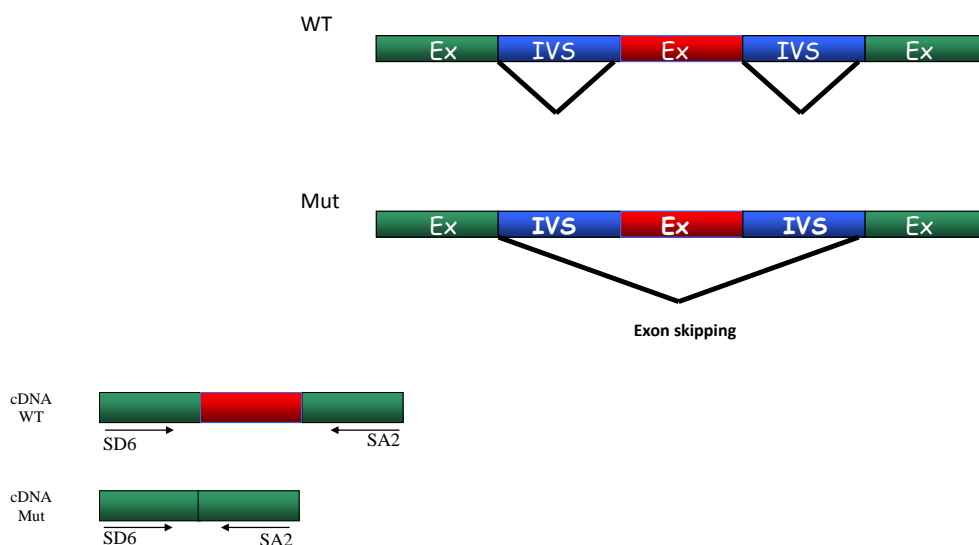 WT
Ex IVS Ex IVS Ex
Mut
Ex IVS Ex IVS Ex
Exon skipping
cDNA
WT
SD6 SA2
cDNA
Mut
SD6 SA2